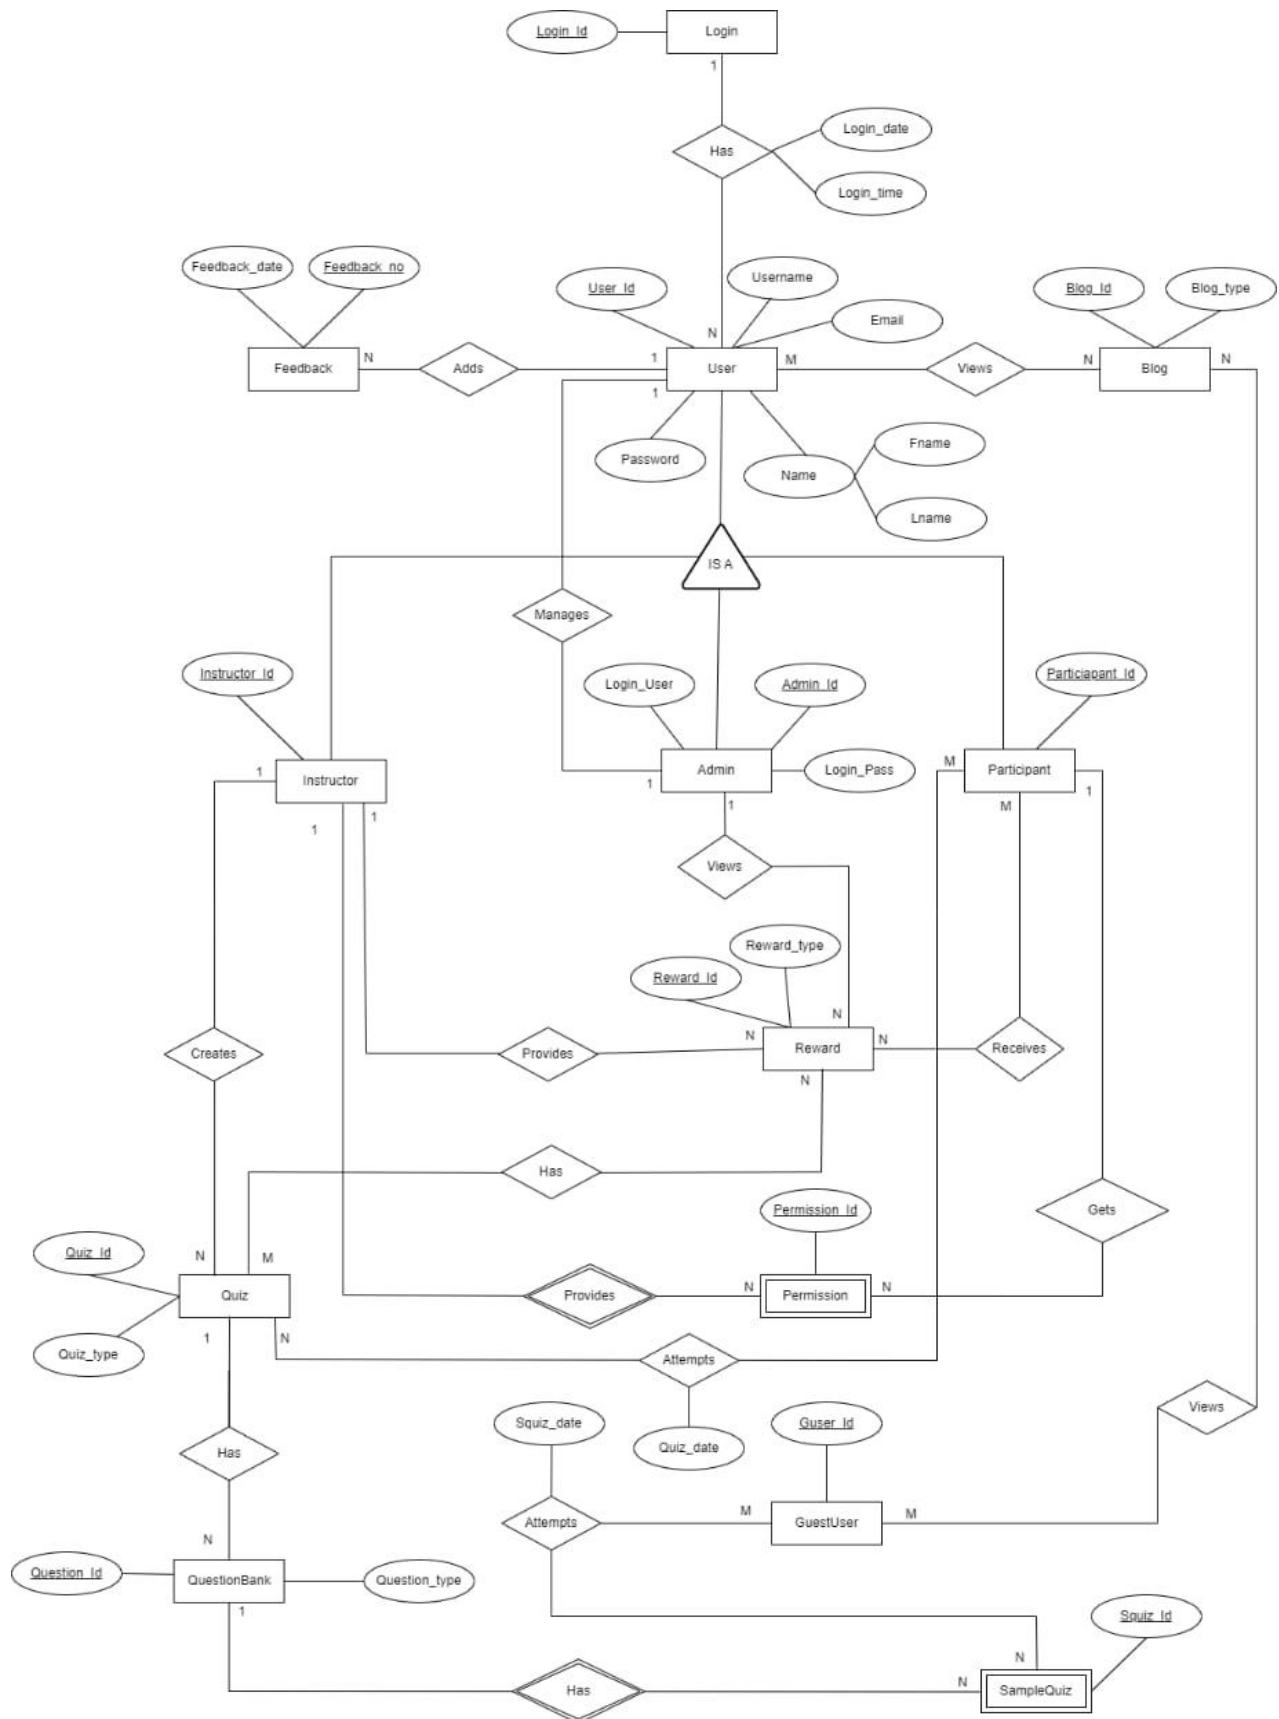 Login_Id
Login
1
Has
Login_date
Login_time
Feedback_date
Feedback_no
User_Id
Username
Email
Blog_Id
Blog_type
N
Feedback
N
Adds
1
User
M
Views
N
Blog
N
1
Password
Name
Fname
Lname
IS A
Manages
Instructor_Id
Login_User
Admin_Id
Particiapant_Id
1
Instructor
1
1
1
Admin
1
Login_Pass
M
Participant
M
1
Views
Reward_type
Reward_Id
N
Creates
Provides
N
Reward
N
Receives
N
Has
Permission_Id
Gets
Quiz_Id
N
M
Quiz
Provides
N
Permission
N
Quiz_type
1
N
Attempts
Squiz_date
Quiz_date
Guser_Id
Views
Has
Attempts
M
GuestUser
M
N
Question_Id
QuestionBank
Question_type
1
Squiz_Id
N
Has
N
SampleQuiz